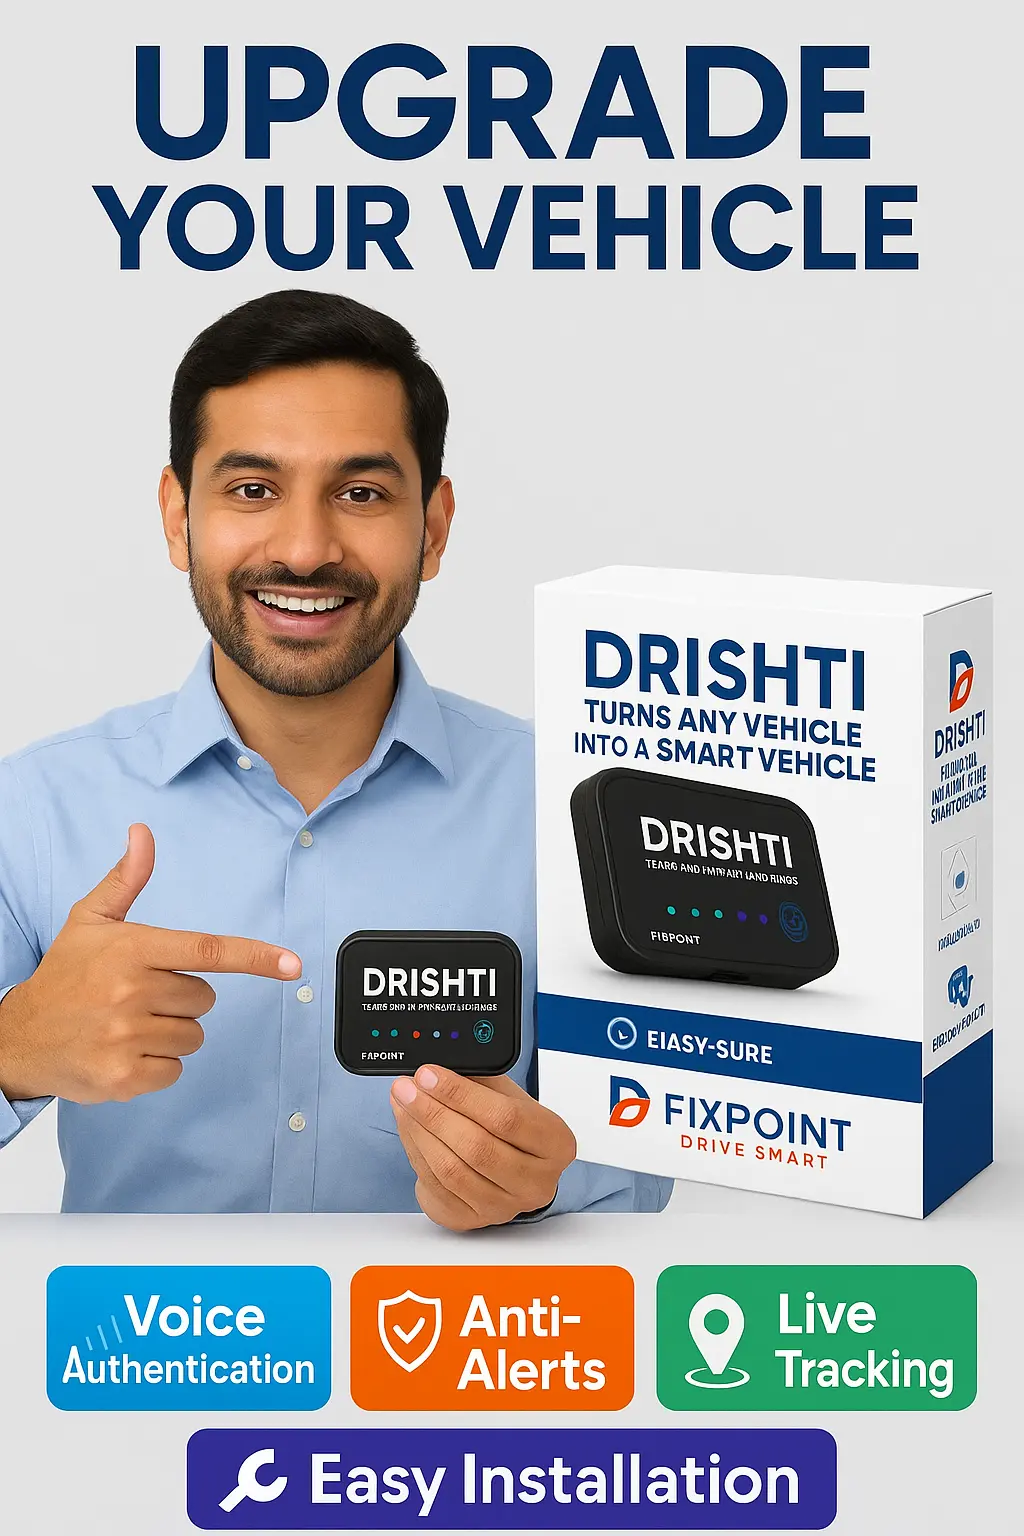 UPGRADE
YOUR VEHICLE
DRISHTI
TURNS ANY VEHICLE
INTO A SMART VEHICLE
DRISHTI
FISPONT
EIASY-SURE
FIXPOINT
DRIVE SMART
DRISHTI
DRISHTI
FAPOINT
Voice
Authentication
Anti-
Alerts
Live
Tracking
Easy Installation